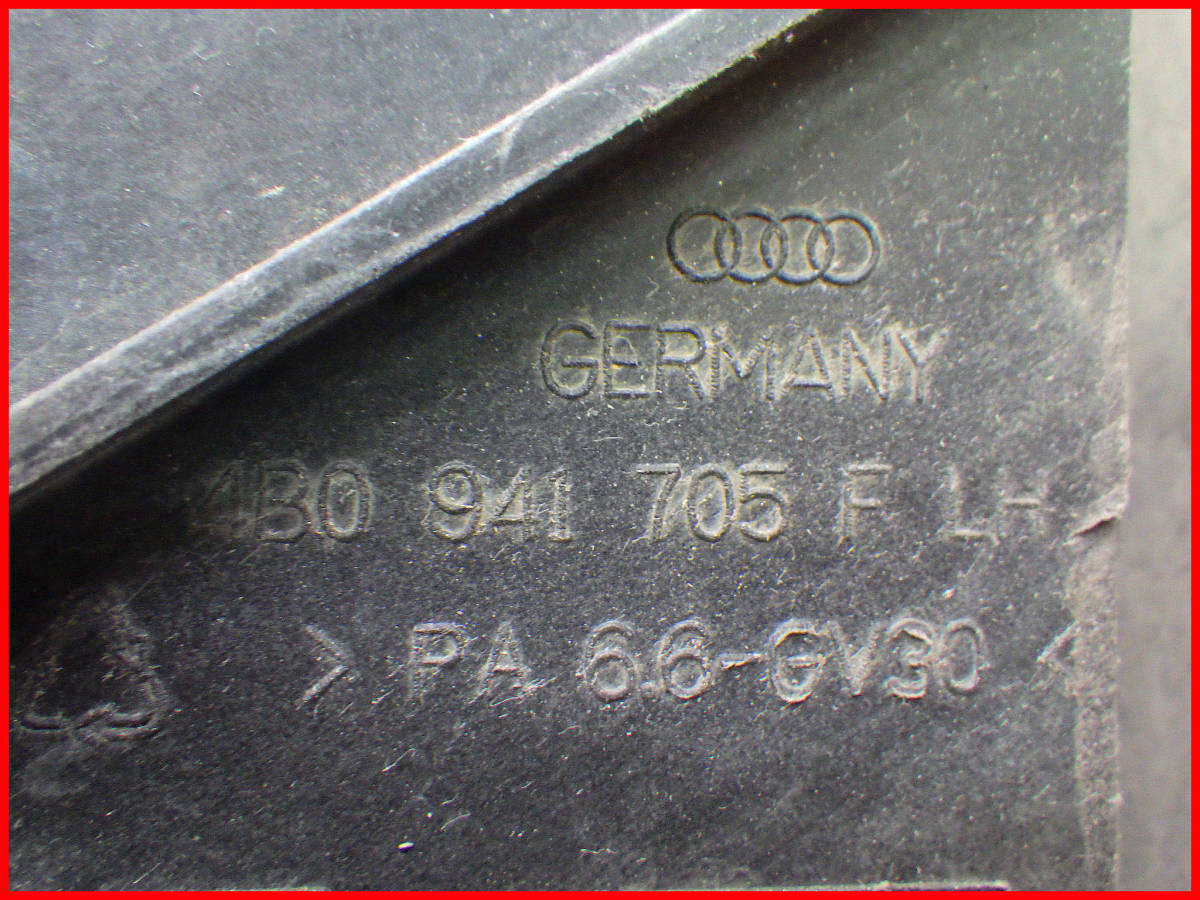 GERMANY
4B0 941 705 F LH
> PA 6.6-GV30 <